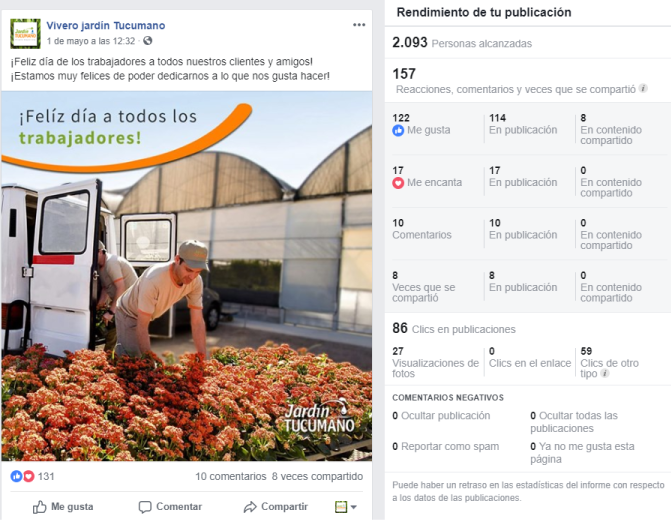 Vivero jardín Tucumano
1 de mayo a las 12:32 ·
¡Feliz día de los trabajadores a todos nuestros clientes y amigos!
¡Estamos muy felices de poder dedicarnos a lo que nos gusta hacer!
¡Felíz día a todos los
trabajadores!
Jardín
TUCUMANO
131
10 comentarios 8 veces compartido
Me gusta Comentar Compartir
Rendimiento de tu publicación
2.093 Personas alcanzadas
157
Reacciones, comentarios y veces que se compartió
122
Me gusta
114
En publicación
8
En contenido
compartido
17
Me encanta
17
En publicación
0
En contenido
compartido
10
Comentarios
10
En publicación
0
En contenido
compartido
8
Veces que se
compartió
8
En publicación
0
En contenido
compartido
86 Clics en publicaciones
27
Visualizaciones de
fotos
0
Clics en el enlace
59
Clics de otro
tipo
COMENTARIOS NEGATIVOS
0 Ocultar publicación
0 Ocultar todas las
publicaciones
0 Reportar como spam
0 Ya no me gusta esta
página
Puede haber un retraso en las estadísticas del informe con respecto
a los datos de las publicaciones.